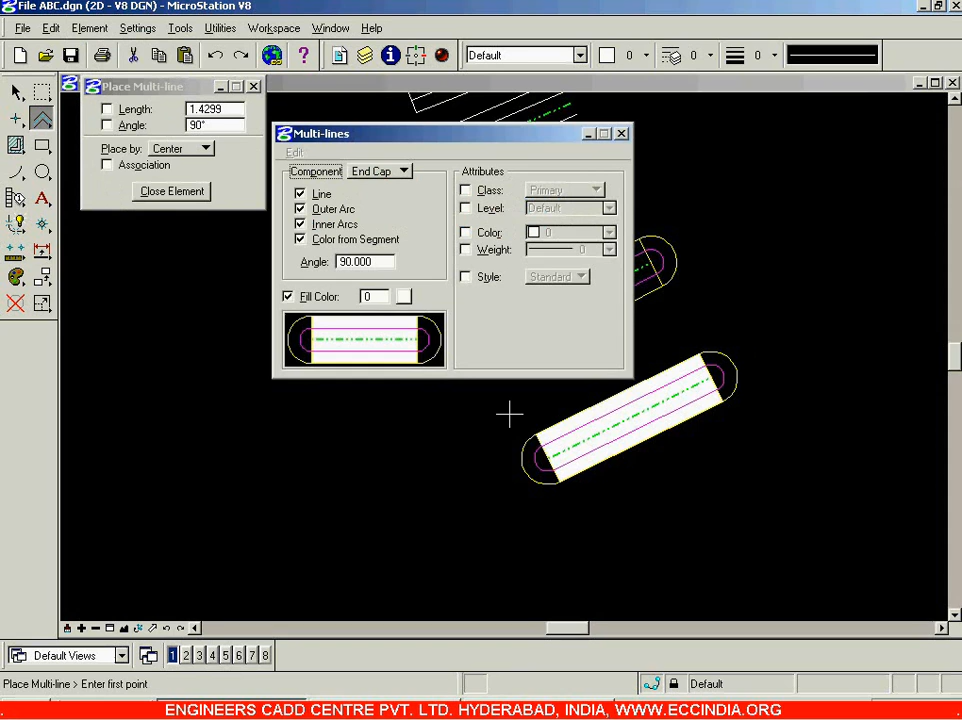 File ABC.dgn (2D - V8 DGN) - MicroStation V8
File Edit Element Settings Tools Utilities Workspace Window Help
Default 0 0 0
Place Multi-line
Length: 1.4299
Angle: 90°
Place by: Center
Association
Close Element
Multi-lines
Edit
Component End Cap
Line
Outer Arc
Inner Arcs
Color from Segment
Angle: 90.000
Fill Color: 0
Attributes
Class: Primary
Level: Default
Color: 0
Weight: 0
Style: Standard
Default Views 1 2 3 4 5 6 7 8
Place Multi-line > Enter first point Default
ENGINEERS CADD CENTRE PVT. LTD. HYDERABAD, INDIA, WWW.ECCINDIA.ORG